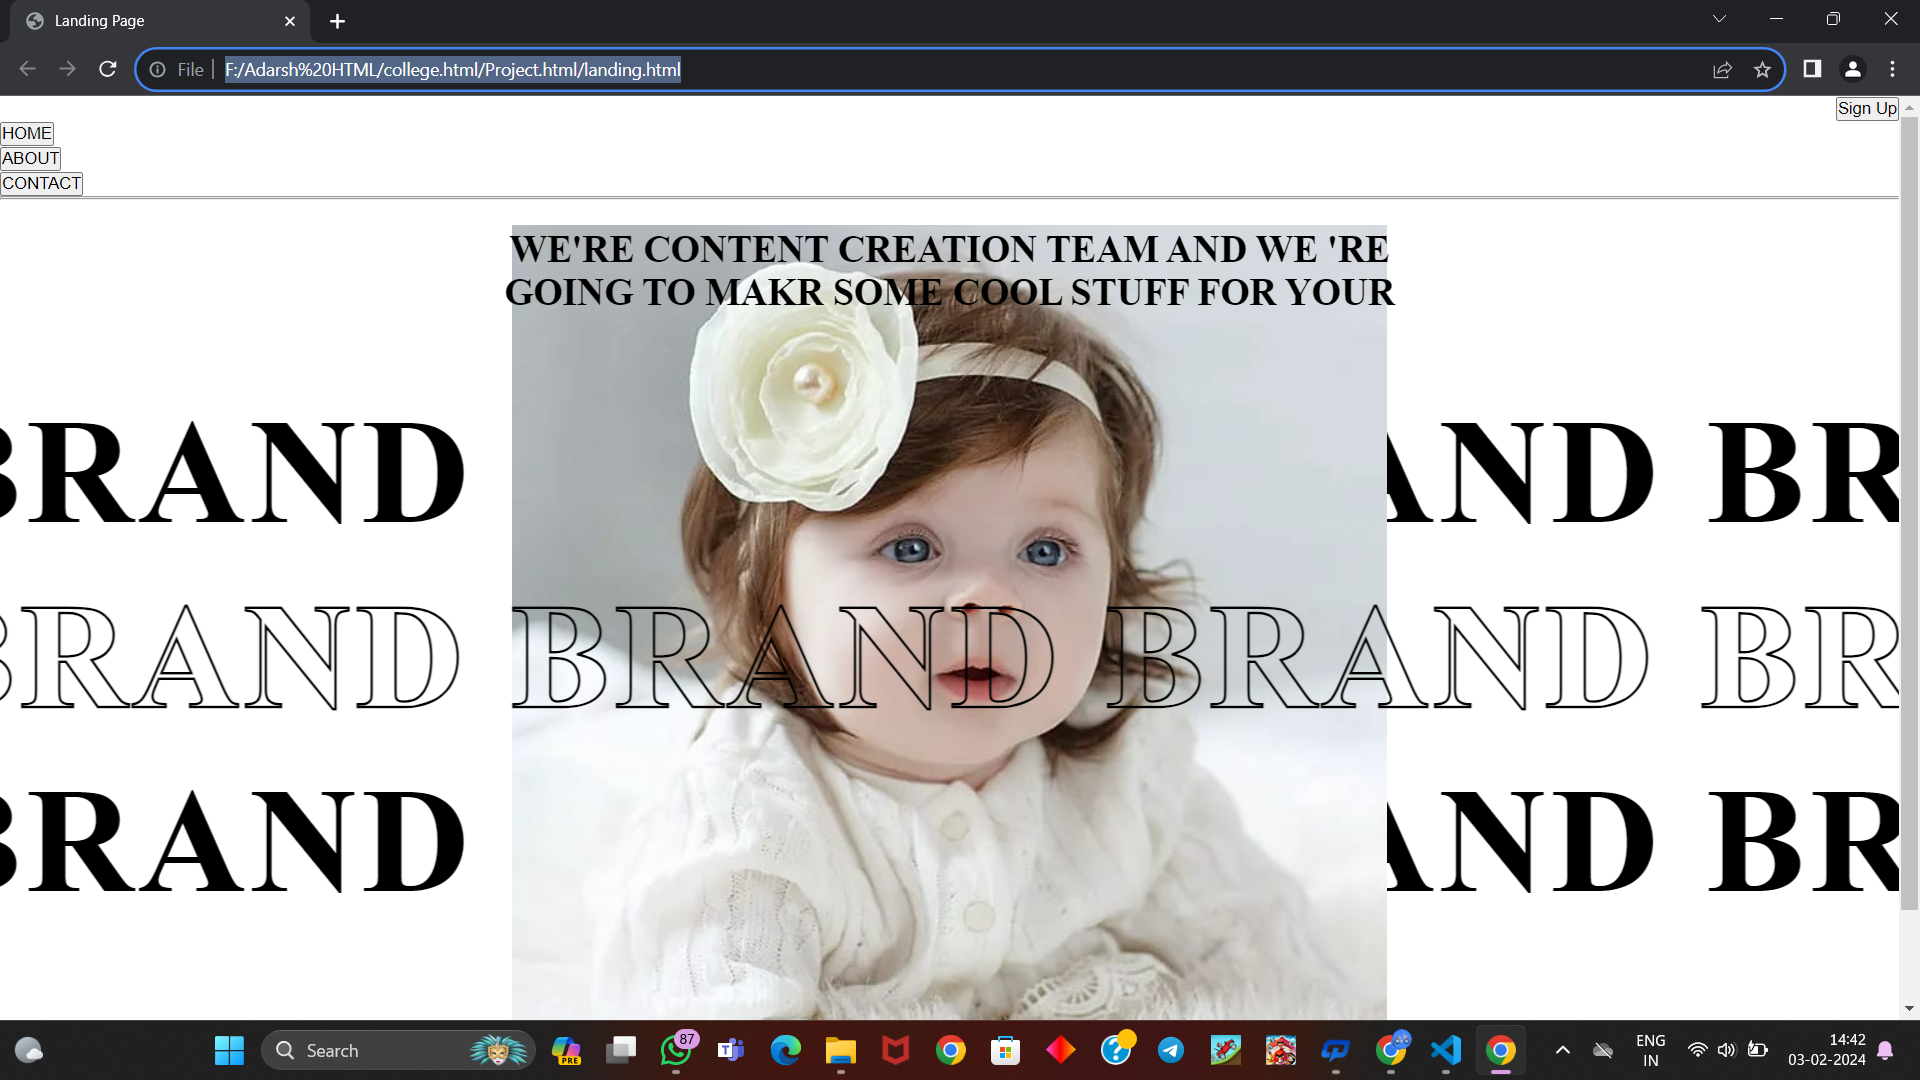 Landing Page
File
F:/Adarsh%20HTML/college.html/Project.html/landing.html
Sign Up
HOME
ABOUT
CONTACT
WE'RE CONTENT CREATION TEAM AND WE 'RE
GOING TO MAKR SOME COOL STUFF FOR YOUR
BRAND AND BR
BRAND BRAND BRAND BR
BRAND AND BR
Search
PRE
87
ENG
IN
14:42
03-02-2024